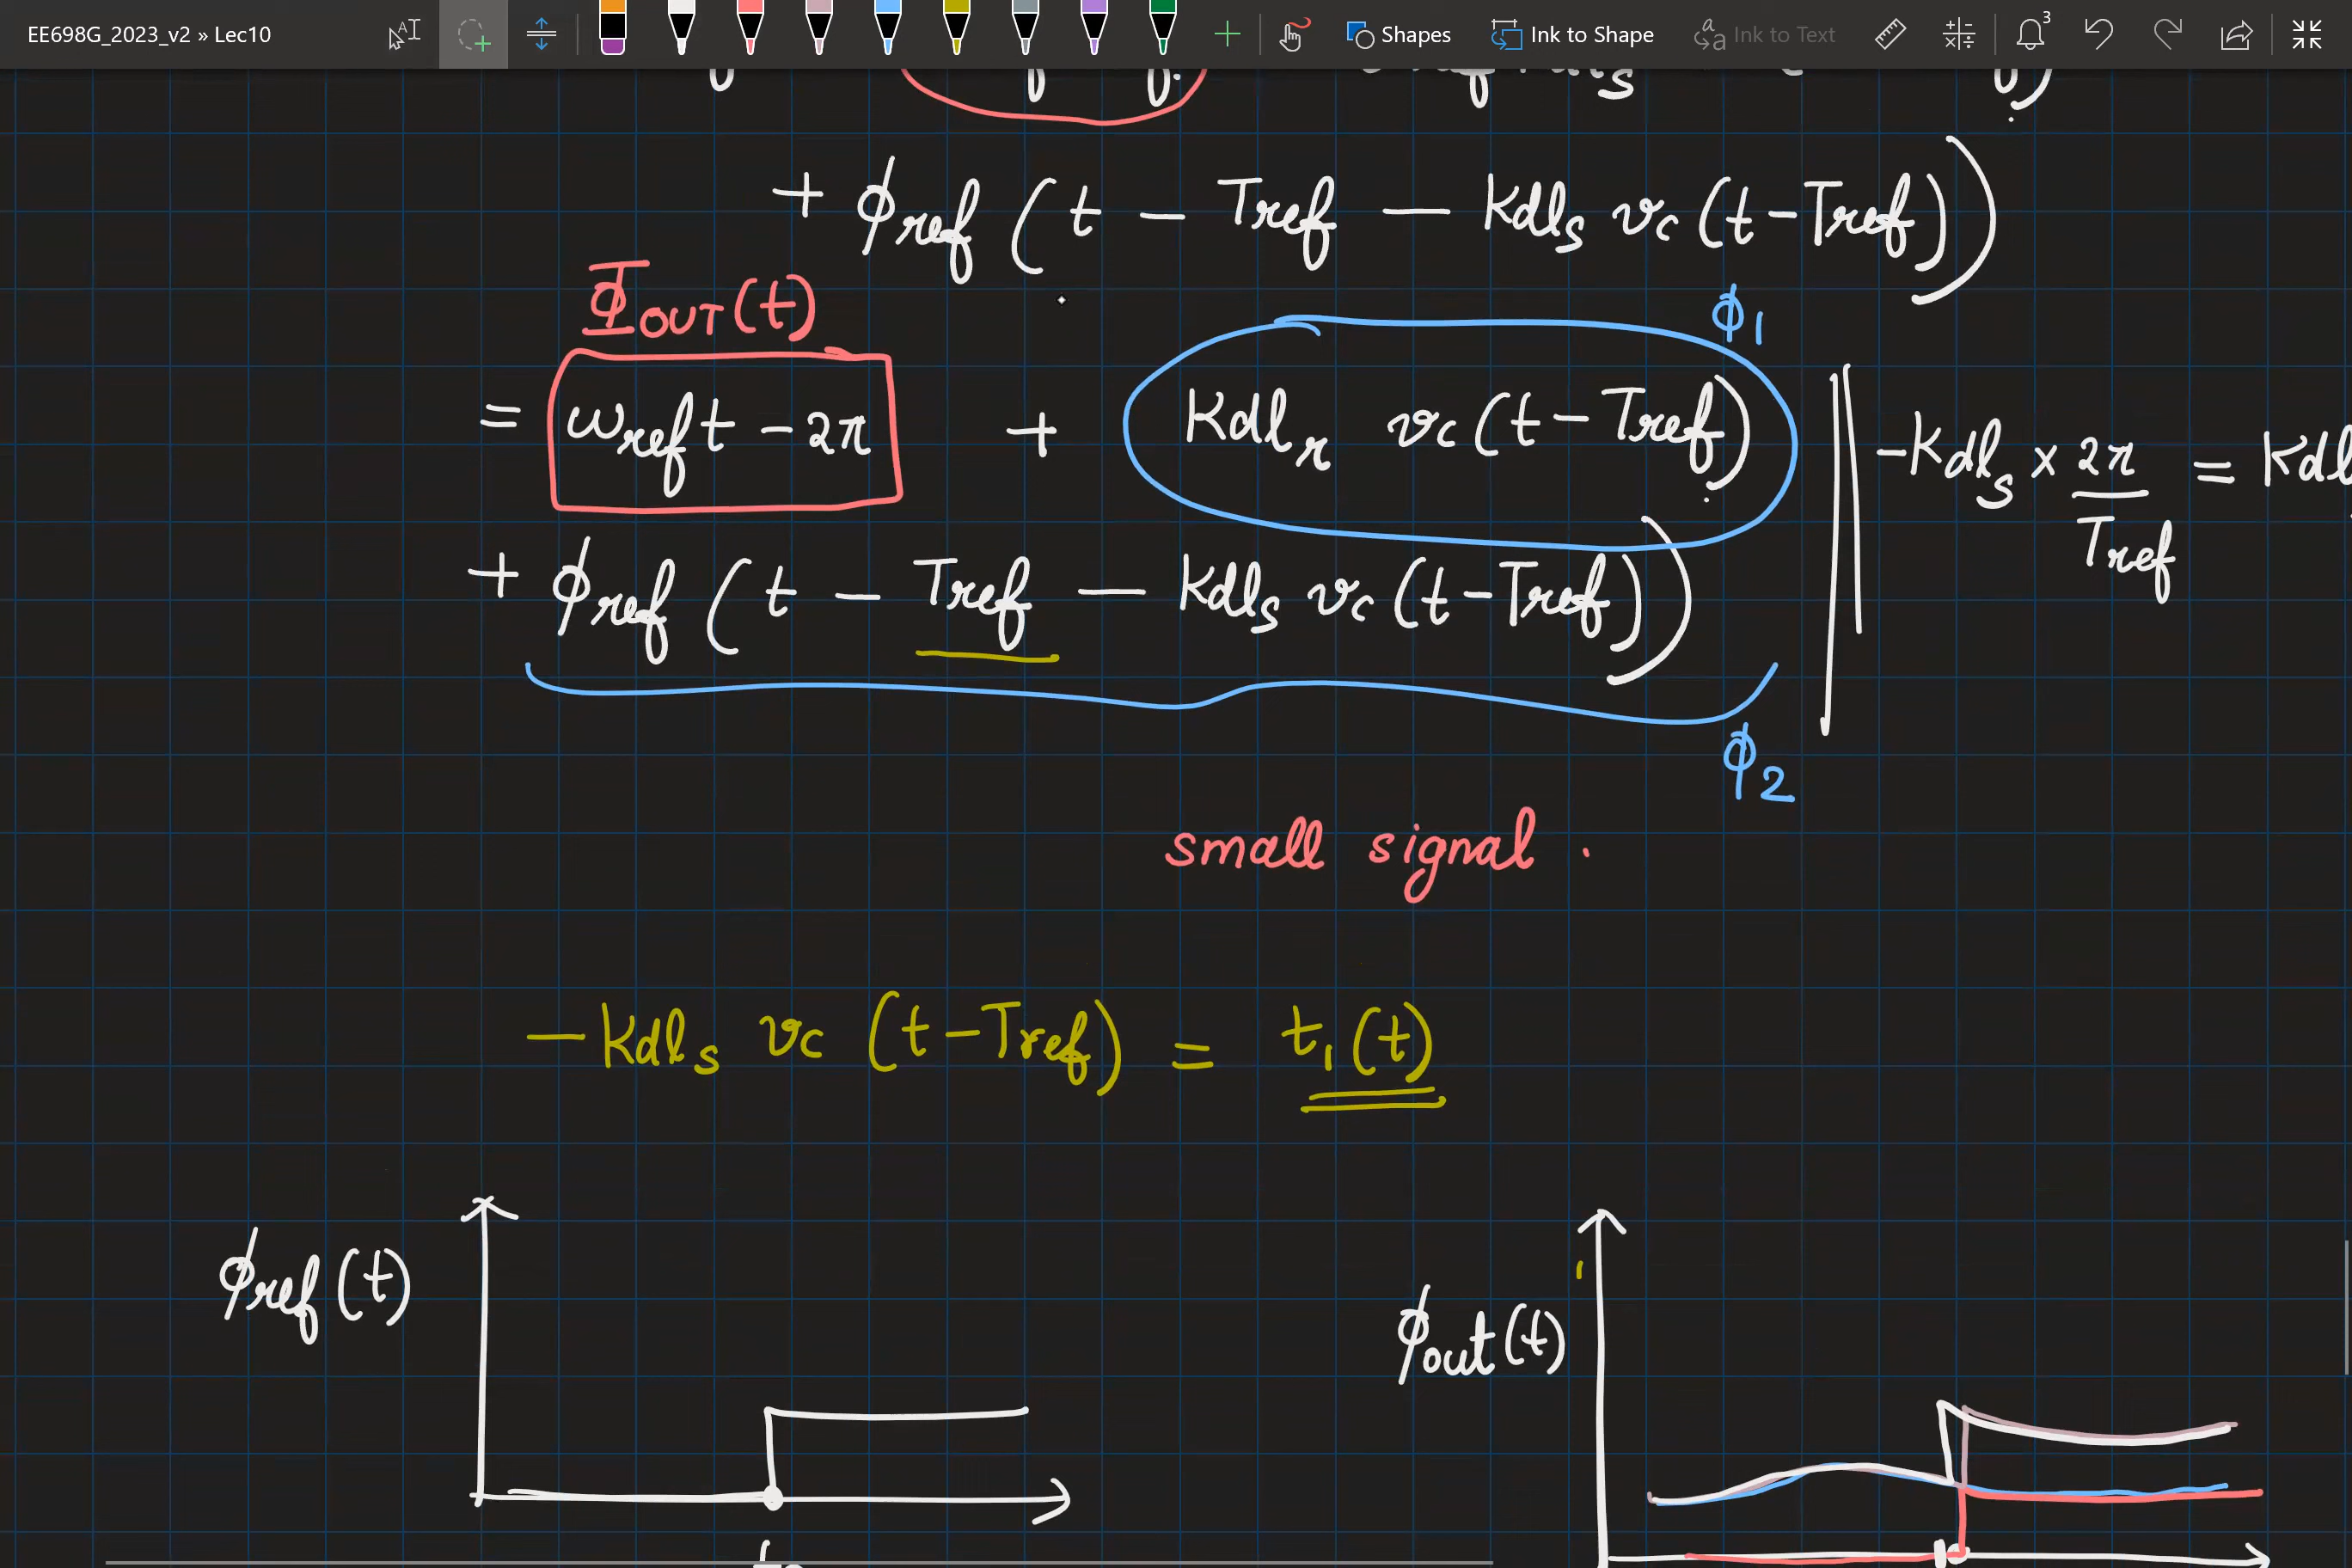 EE698G_2023_v2 » Lec10
Shapes
Ink to Shape
Ink to Text
3
+ ϕref (t − Tref − Kdls vc (t−Tref))
ΦOUT(t)
ϕ1
= ωref t − 2π + Kdlr vc (t − Tref)
−Kdls × 2π/Tref = Kdl
+ ϕref (t − Tref − Kdls vc (t−Tref))
ϕ2
small signal .
−Kdls vc (t−Tref) = t1(t)
ϕref (t)
ϕout (t)